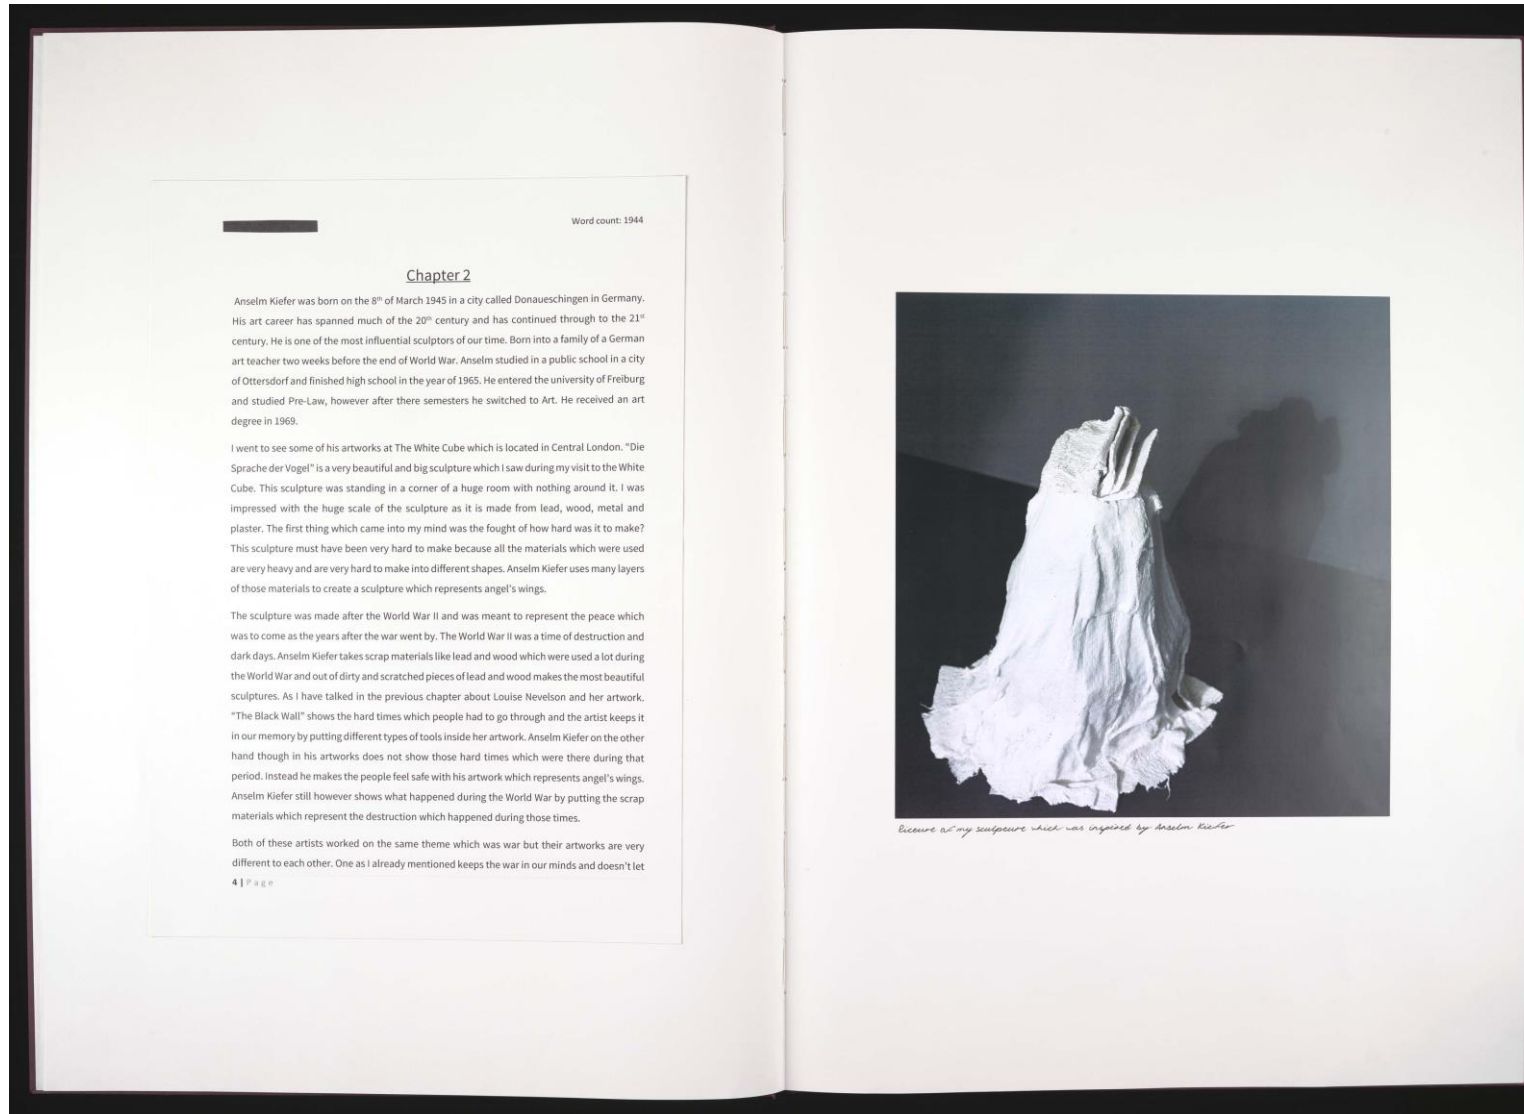 Word count: 1944
Chapter 2
Anselm Kiefer was born on the 8th of March 1945 in a city called Donaueschingen in Germany.
His art career has spanned much of the 20th century and has continued through to the 21st
century. He is one of the most influential sculptors of our time. Born into a family of a German
art teacher two weeks before the end of World War. Anselm studied in a public school in a city
of Ottersdorf and finished high school in the year of 1965. He entered the university of Freiburg
and studied Pre-Law, however after there semesters he switched to Art. He received an art
degree in 1969.
I went to see some of his artworks at The White Cube which is located in Central London. "Die
Sprache der Vogel" is a very beautiful and big sculpture which I saw during my visit to the White
Cube. This sculpture was standing in a corner of a huge room with nothing around it. I was
impressed with the huge scale of the sculpture as it is made from lead, wood, metal and
plaster. The first thing which came into my mind was the fought of how hard was it to make?
This sculpture must have been very hard to make because all the materials which were used
are very heavy and are very hard to make into different shapes. Anselm Kiefer uses many layers
of those materials to create a sculpture which represents angel's wings.
The sculpture was made after the World War II and was meant to represent the peace which
was to come as the years after the war went by. The World War II was a time of destruction and
dark days. Anselm Kiefer takes scrap materials like lead and wood which were used a lot during
the World War and out of dirty and scratched pieces of lead and wood makes the most beautiful
sculptures. As I have talked in the previous chapter about Louise Nevelson and her artwork.
"The Black Wall" shows the hard times which people had to go through and the artist keeps it
in our memory by putting different types of tools inside her artwork. Anselm Kiefer on the other
hand though in his artworks does not show those hard times which were there during that
period. Instead he makes the people feel safe with his artwork which represents angel's wings.
Anselm Kiefer still however shows what happened during the World War by putting the scrap
materials which represent the destruction which happened during those times.
Both of these artists worked on the same theme which was war but their artworks are very
different to each other. One as I already mentioned keeps the war in our minds and doesn't let
4 | Page
Picture of my sculpture which was inspired by Anselm Kiefer